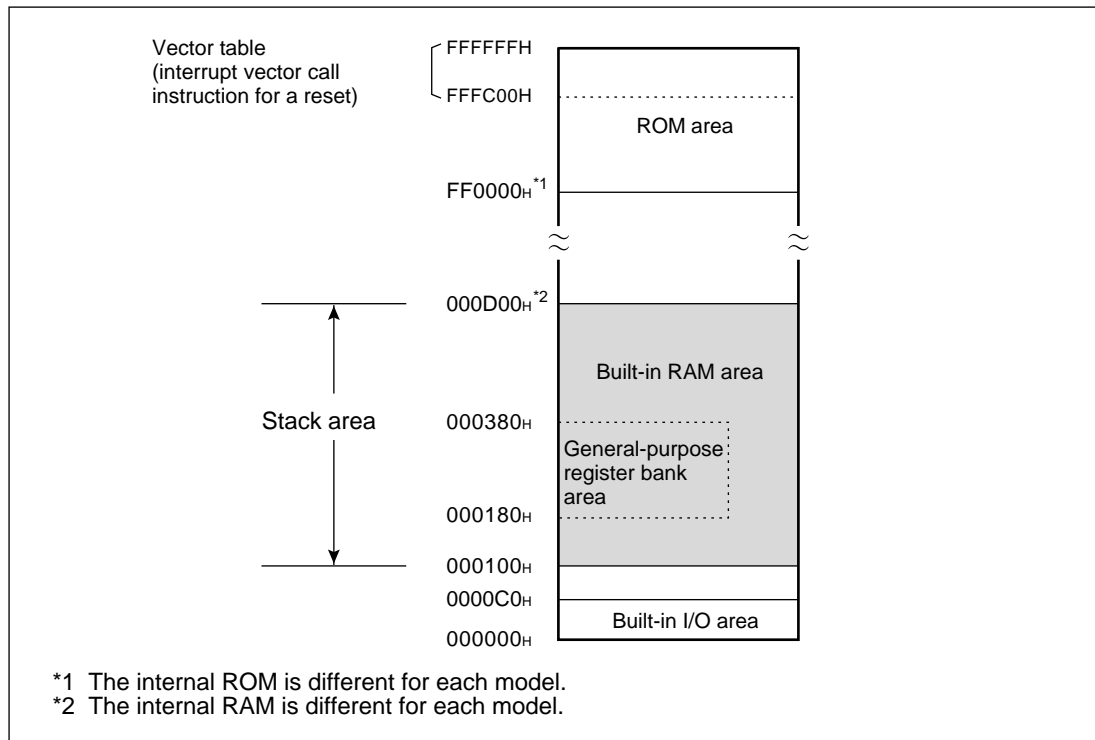 Vector table
(interrupt vector call
instruction for a reset)
FFFFFFH
FFFC00H
ROM area
FF0000H*1
≈ ≈
000D00H*2
Built-in RAM area
Stack area
000380H
General-purpose
register bank
area
000180H
000100H
0000C0H
Built-in I/O area
000000H
*1 The internal ROM is different for each model.
*2 The internal RAM is different for each model.